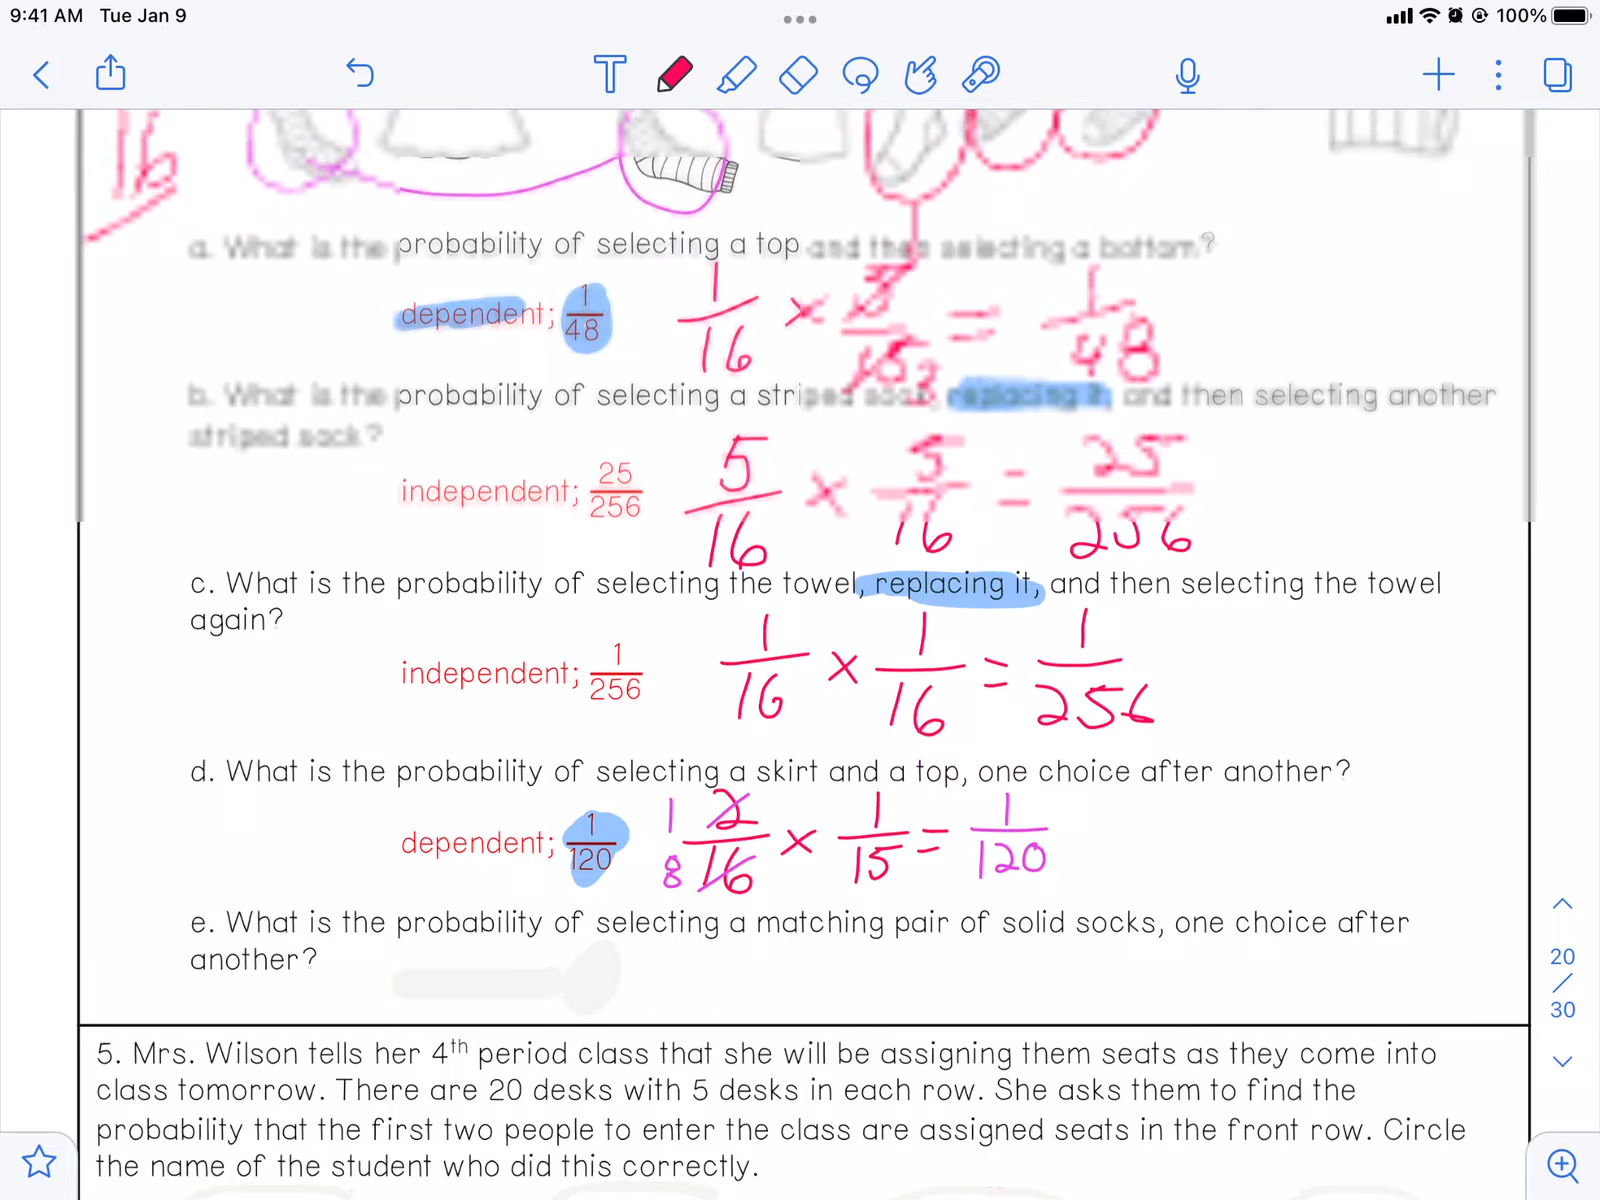 9:41 AM Tue Jan 9
100%
16
a. What is the probability of selecting a top and then selecting a bottom?
dependent; 1/48 1/16 × 3/15 = 1/48
b. What is the probability of selecting a striped sock, replacing it, and then selecting another
striped sock?
independent; 25/256 5/16 × 5/16 = 25/256
c. What is the probability of selecting the towel, replacing it, and then selecting the towel
again?
independent; 1/256 1/16 × 1/16 = 1/256
d. What is the probability of selecting a skirt and a top, one choice after another?
dependent; 1/120 1 2/8 16 × 1/15 = 1/120
e. What is the probability of selecting a matching pair of solid socks, one choice after
another?
20
/
30
5. Mrs. Wilson tells her 4th period class that she will be assigning them seats as they come into
class tomorrow. There are 20 desks with 5 desks in each row. She asks them to find the
probability that the first two people to enter the class are assigned seats in the front row. Circle
the name of the student who did this correctly.